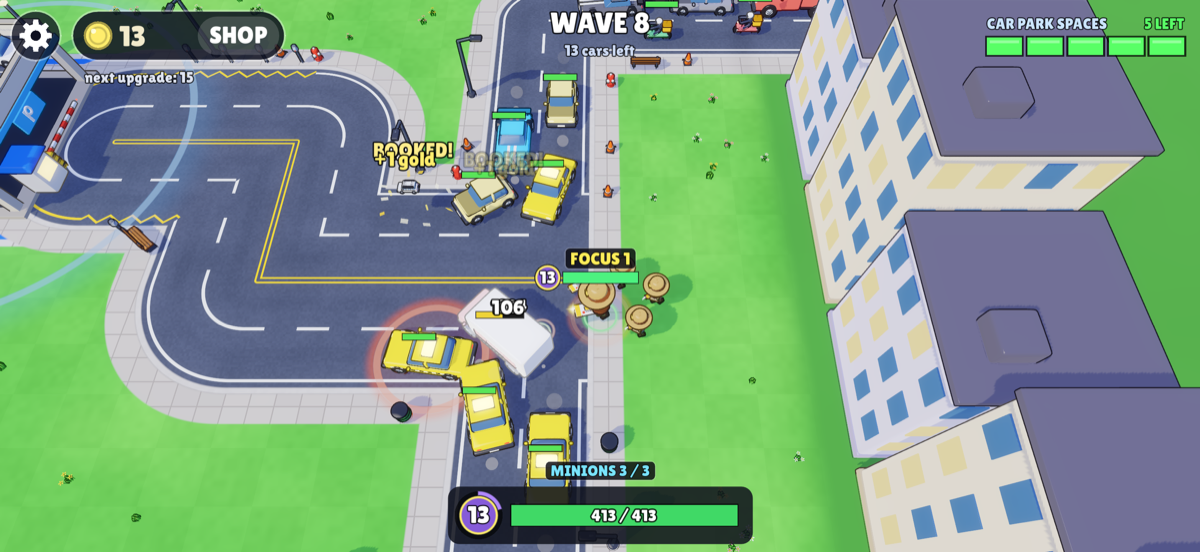 13
SHOP
next upgrade: 15
WAVE 8
13 cars left
CAR PARK SPACES
5 LEFT
BOOKED!
+1 gold
FOCUS 1
13
106
MINIONS 3 / 3
13
413 / 413